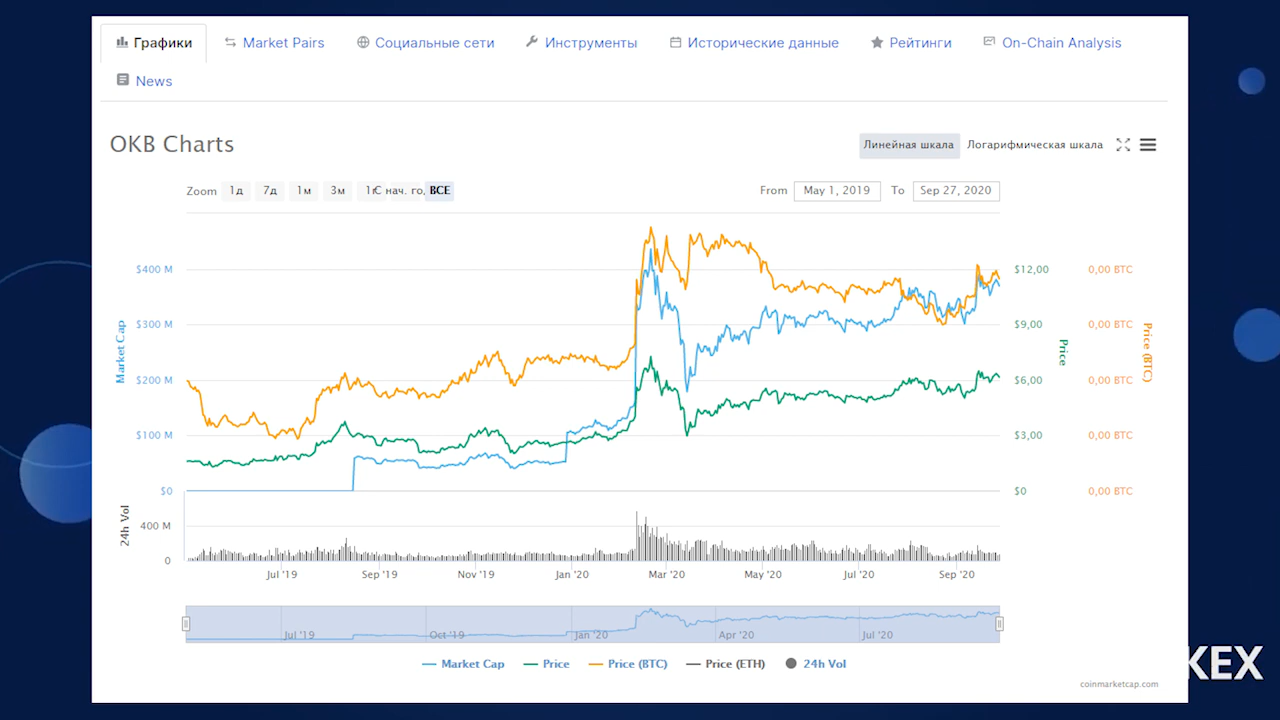 Графики Market Pairs Социальные сети Инструменты Исторические данные Рейтинги On-Chain Analysis
News
OKB Charts
Линейная шкала Логарифмическая шкала
Zoom 1д 7д 1м 3м 1г С нач. го, ВСЕ From May 1, 2019 To Sep 27, 2020
$400 M $12,00 0,00 BTC
$300 M $9,00 0,00 BTC
Market Cap Price Price (BTC)
$200 M $6,00 0,00 BTC
$100 M $3,00 0,00 BTC
$0 $0 0,00 BTC
24h Vol
400 M
0
Jul '19 Sep '19 Nov '19 Jan '20 Mar '20 May '20 Jul '20 Sep '20
Jul '19 Oct '19 Jan '20 Apr '20 Jul '20
Market Cap Price Price (BTC) Price (ETH) 24h Vol
KEX
coinmarketcap.com